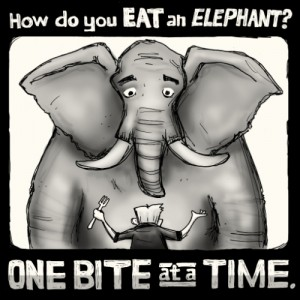 How do you EAT an ELEPHANT?
ONE BITE at a TIME.